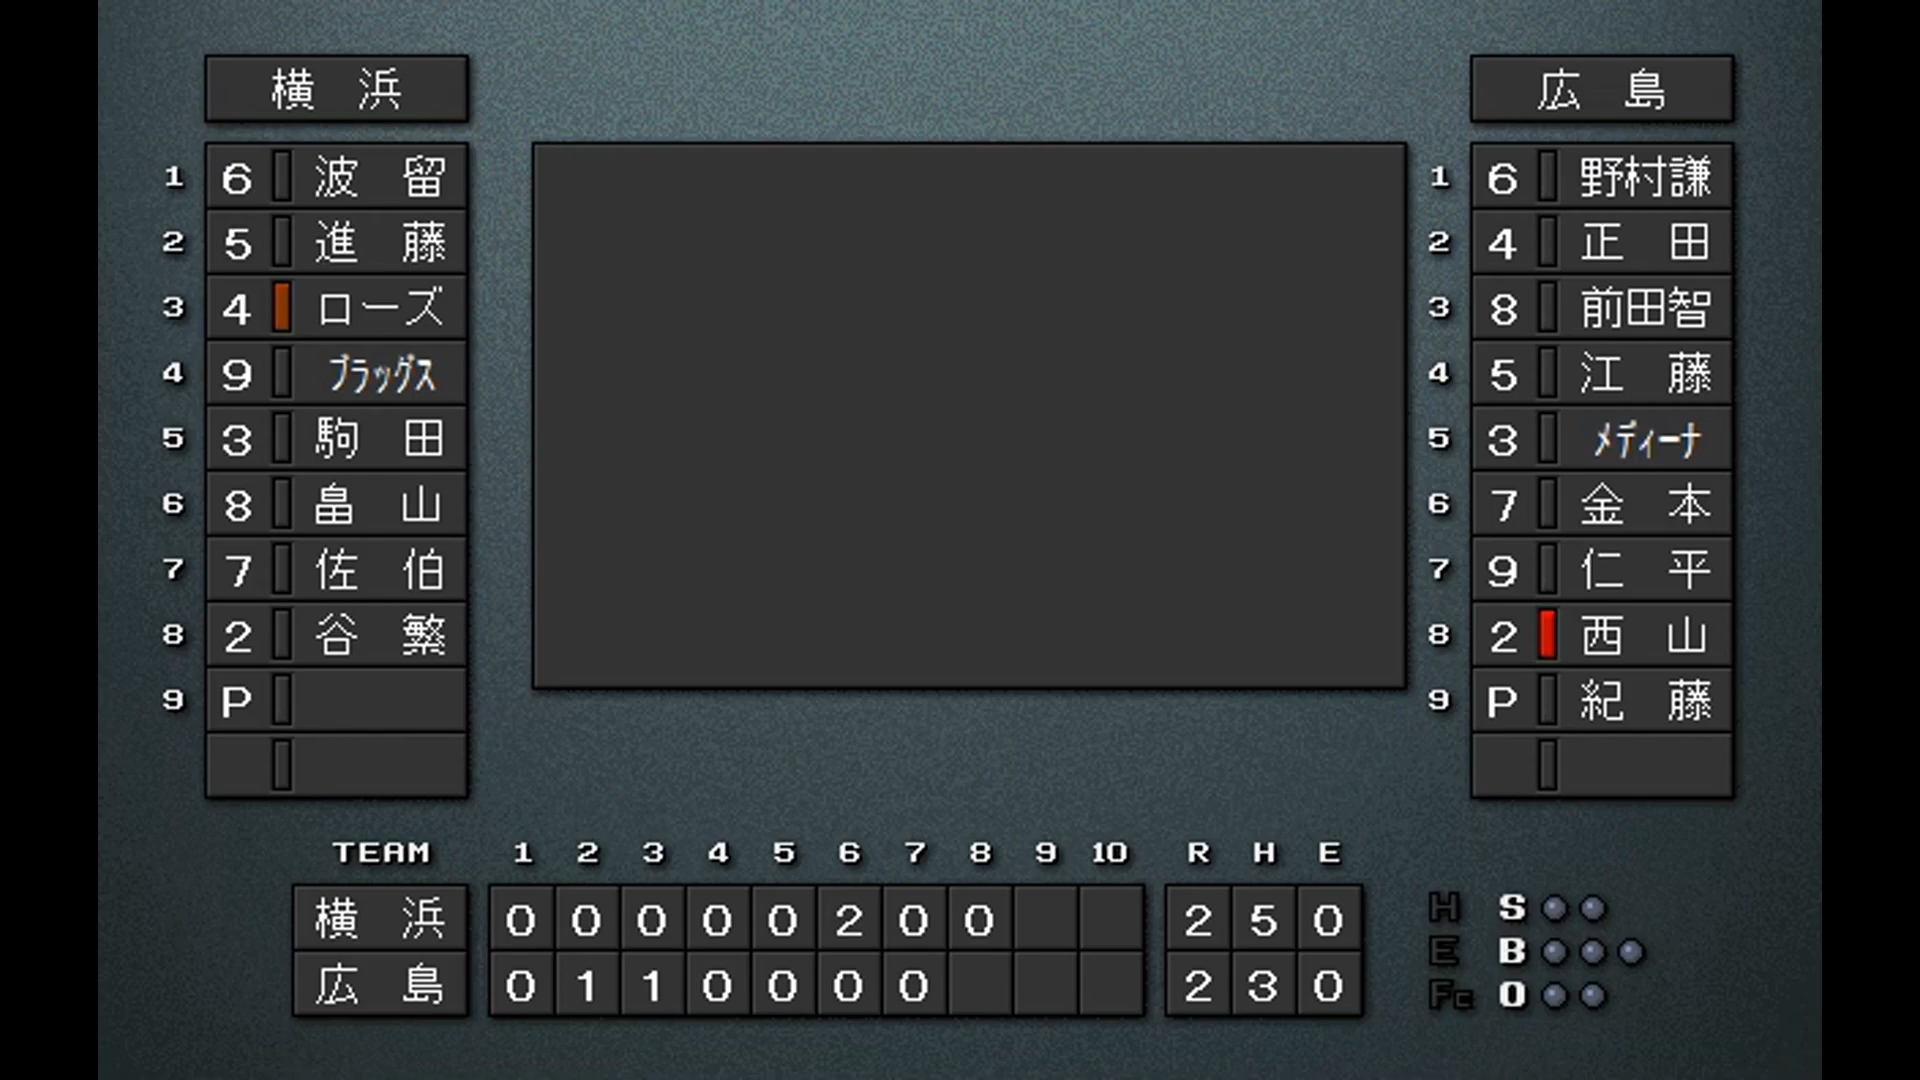 横 浜
1 6 波 留
2 5 進 藤
3 4 ローズ
4 9 ブラッグス
5 3 駒 田
6 8 畠 山
7 7 佐 伯
8 2 谷 繁
9 P
広 島
1 6 野村謙
2 4 正 田
3 8 前田智
4 5 江 藤
5 3 メディーナ
6 7 金 本
7 9 仁 平
8 2 西 山
9 P 紀 藤
TEAM 1 2 3 4 5 6 7 8 9 10 R H E
横 浜 0 0 0 0 0 2 0 0 2 5 0
広 島 0 1 1 0 0 0 0 2 3 0
H S
E B
Fc O